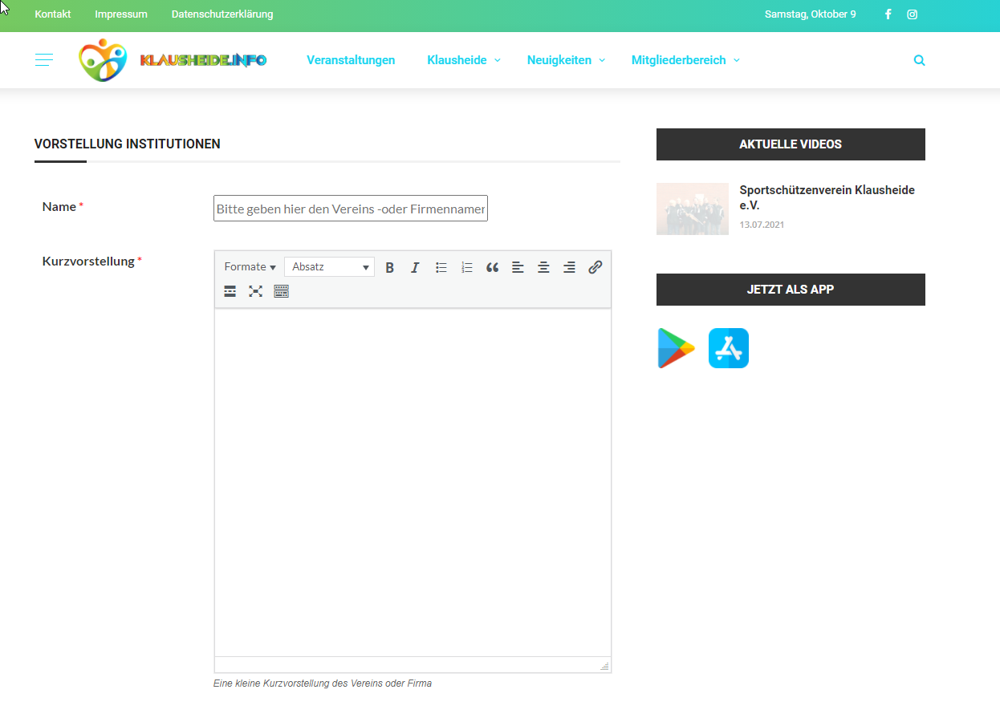 Kontakt Impressum Datenschutzerklärung Samstag, Oktober 9
KLAUSHEIDE.INFO Veranstaltungen Klausheide Neuigkeiten Mitgliederbereich
VORSTELLUNG INSTITUTIONEN
Name *
Bitte geben hier den Vereins -oder Firmennamen
Kurzvorstellung *
Formate Absatz B I
Eine kleine Kurzvorstellung des Vereins oder Firma
AKTUELLE VIDEOS
Sportschützenverein Klausheide
e.V.
13.07.2021
JETZT ALS APP